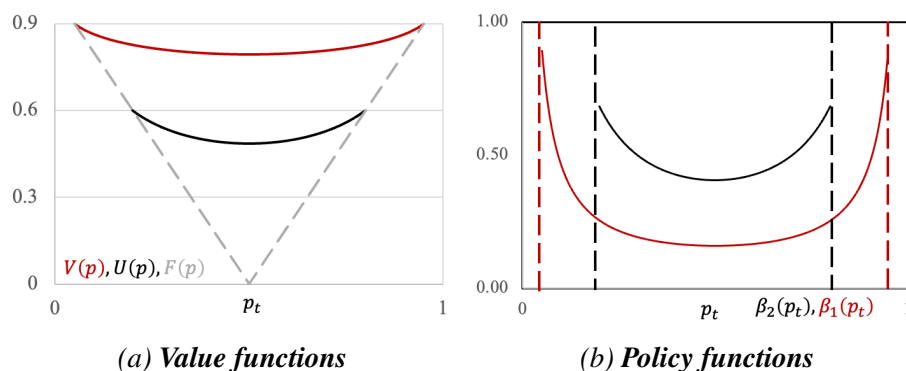 0.9
0.6
0.3
0
V(p), U(p), F(p)
0
p_t
1
(a) Value functions
1.00
0.50
0.00
0
p_t
β_2(p_t), β_1(p_t)
1
(b) Policy functions